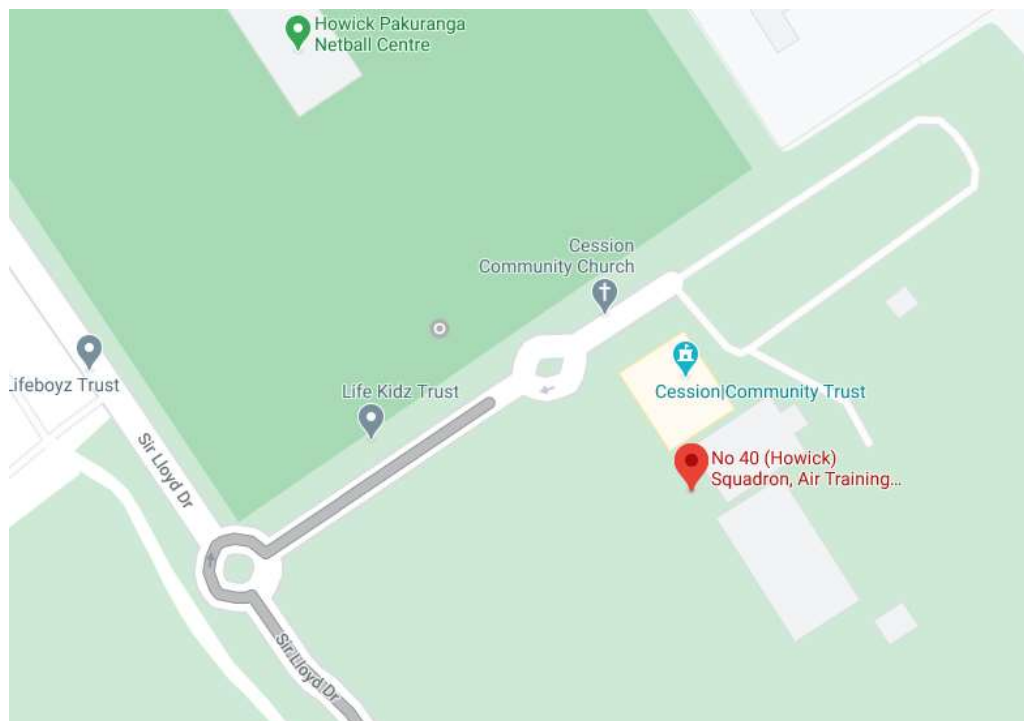 Howick Pakuranga
Netball Centre
Cession
Community Church
Lifeboyz Trust
Life Kidz Trust
Cession|Community Trust
Sir Lloyd Dr
No 40 (Howick)
Squadron, Air Training...
Sir Lloyd Dr